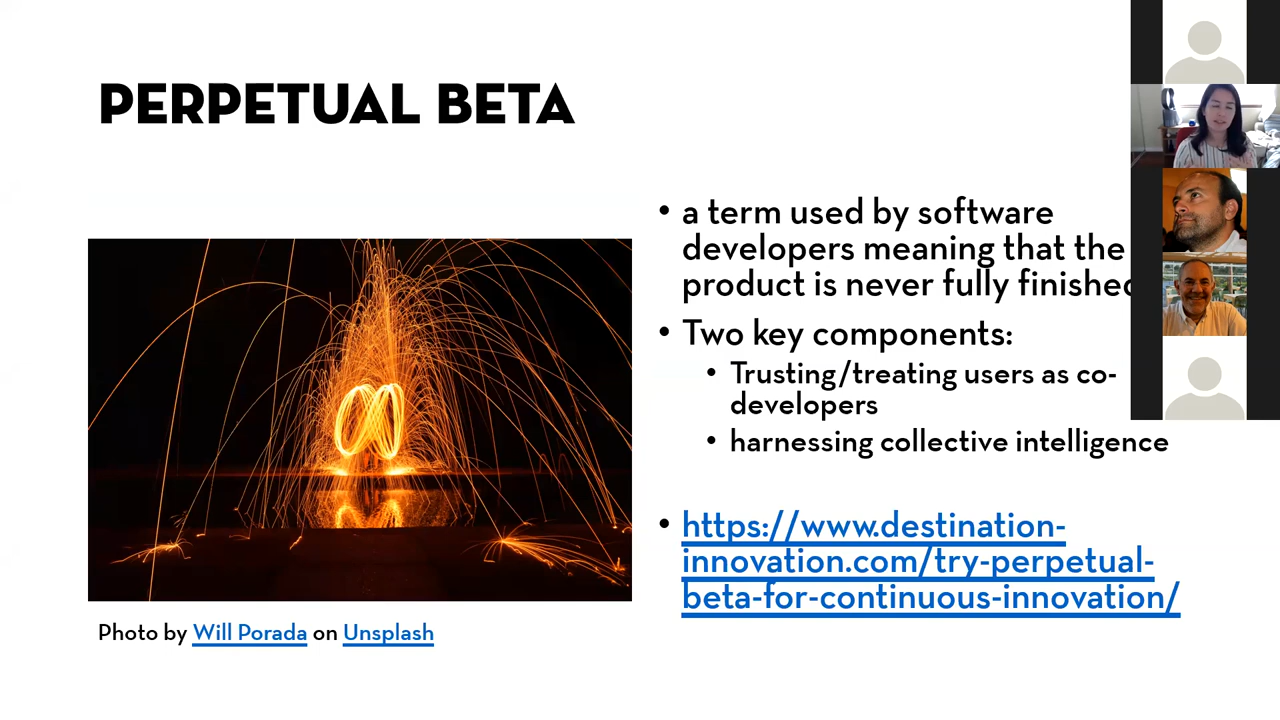 PERPETUAL BETA
• a term used by software
developers meaning that the
product is never fully finished
• Two key components:
• Trusting/treating users as co-
developers
• harnessing collective intelligence
• https://www.destination-
innovation.com/try-perpetual-
beta-for-continuous-innovation/
Photo by Will Porada on Unsplash